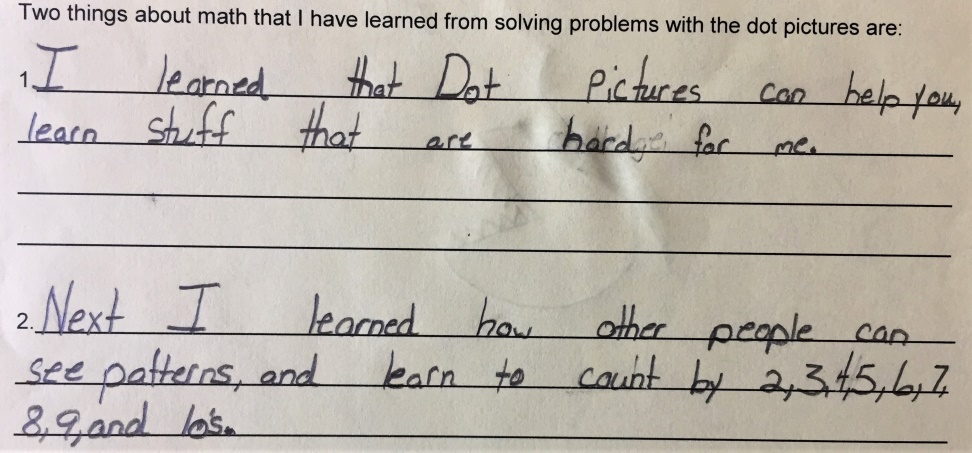 Two things about math that I have learned from solving problems with the dot pictures are:
1. I learned that Dot Pictures can help you,
learn stuff that are hard for me.
2. Next I learned how other people can
see patterns, and learn to count by 2,3,4,5,6,7,
8,9, and 10's.